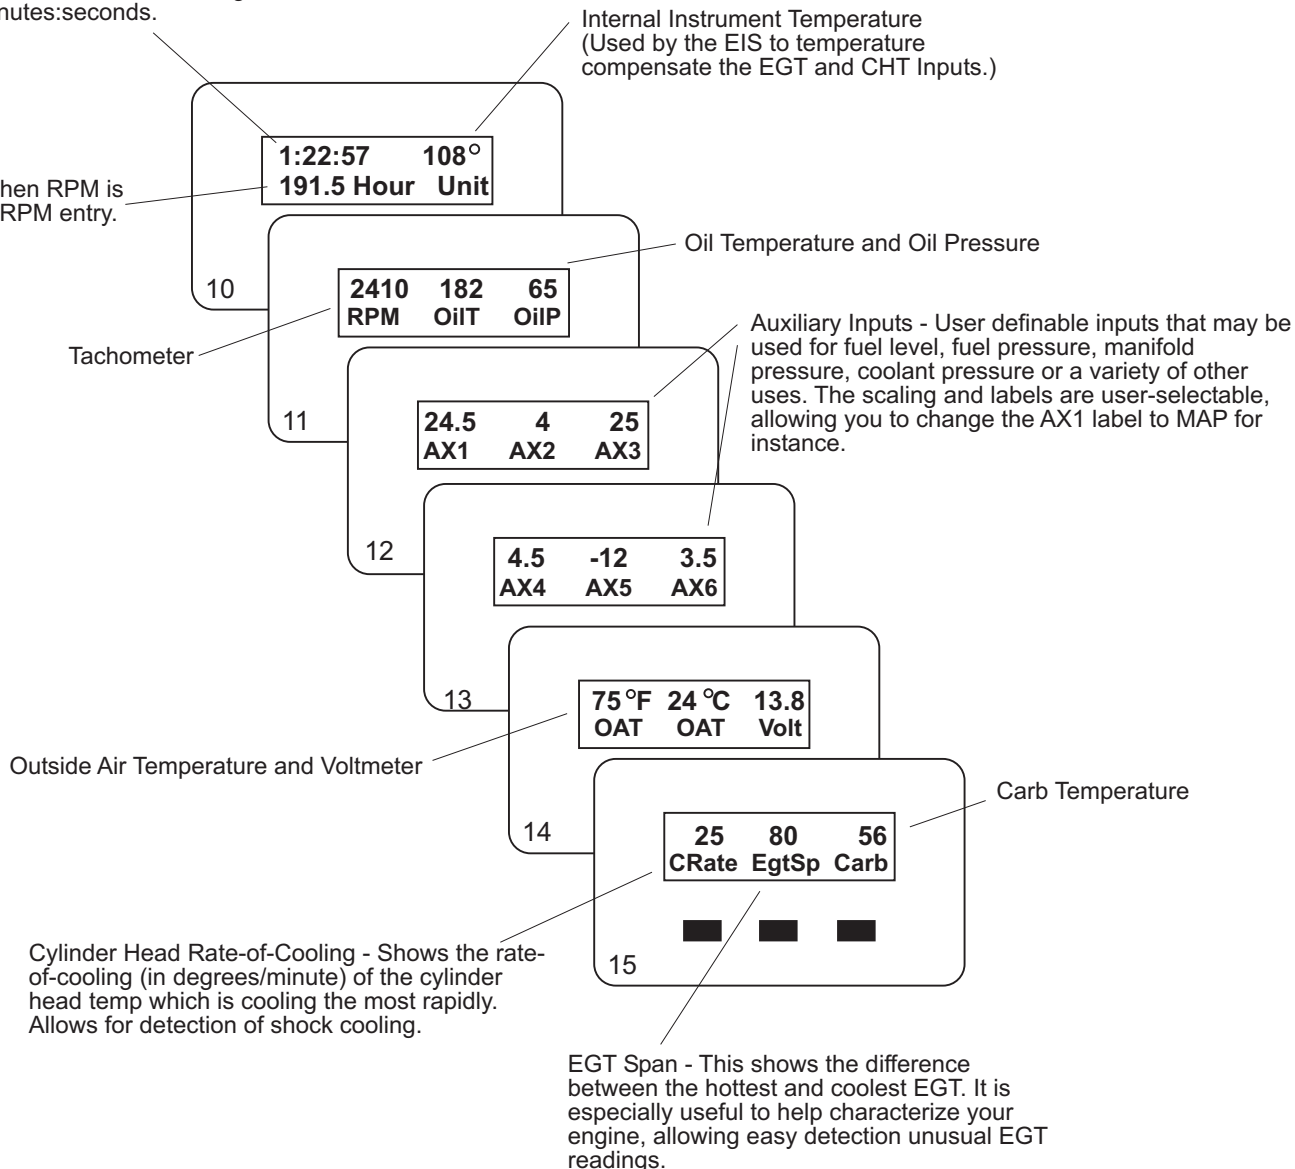 nutes:seconds.
Internal Instrument Temperature
(Used by the EIS to temperature
compensate the EGT and CHT Inputs.)
1:22:57 108°
191.5 Hour Unit
hen RPM is
RPM entry.
10
Oil Temperature and Oil Pressure
2410 182 65
RPM OilT OilP
Tachometer
11
Auxiliary Inputs - User definable inputs that may be
used for fuel level, fuel pressure, manifold
pressure, coolant pressure or a variety of other
uses. The scaling and labels are user-selectable,
allowing you to change the AX1 label to MAP for
instance.
24.5 4 25
AX1 AX2 AX3
12
4.5 -12 3.5
AX4 AX5 AX6
13
75°F 24°C 13.8
OAT OAT Volt
Outside Air Temperature and Voltmeter
14
Carb Temperature
25 80 56
CRate EgtSp Carb
15
Cylinder Head Rate-of-Cooling - Shows the rate-
of-cooling (in degrees/minute) of the cylinder
head temp which is cooling the most rapidly.
Allows for detection of shock cooling.
EGT Span - This shows the difference
between the hottest and coolest EGT. It is
especially useful to help characterize your
engine, allowing easy detection unusual EGT
readings.